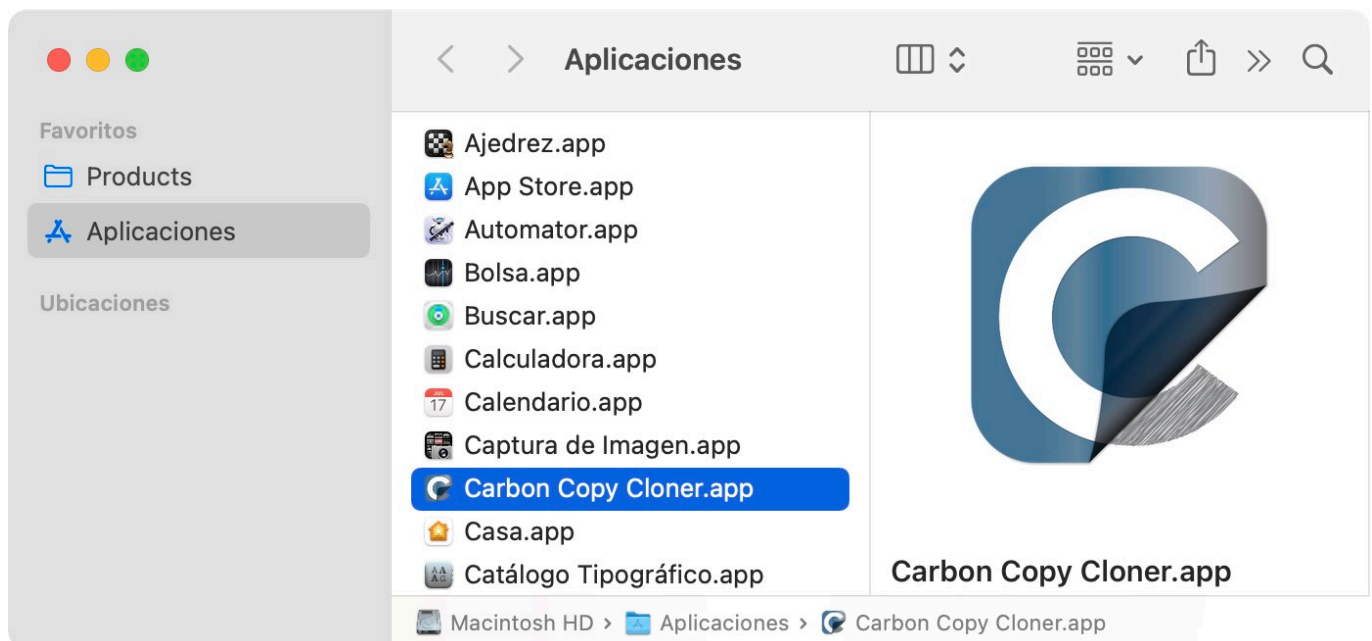 Aplicaciones
Favoritos
Products
Aplicaciones
Ubicaciones
Ajedrez.app
App Store.app
Automator.app
Bolsa.app
Buscar.app
Calculadora.app
Calendario.app
Captura de Imagen.app
Carbon Copy Cloner.app
Casa.app
Catálogo Tipográfico.app
Carbon Copy Cloner.app
Macintosh HD › Aplicaciones › Carbon Copy Cloner.app